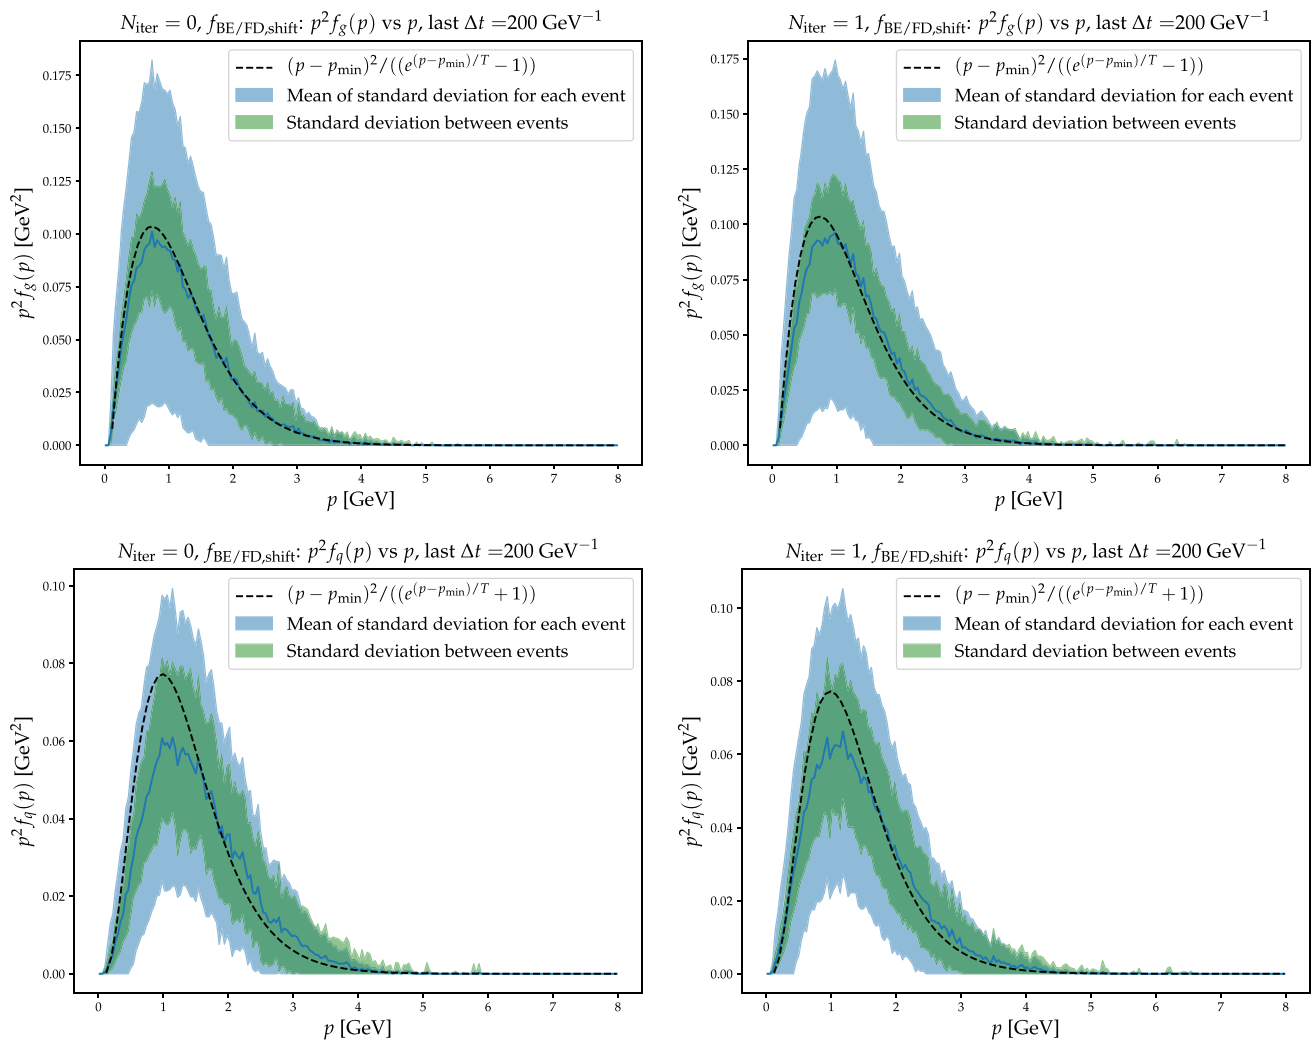 N_iter = 0, f_BE/FD,shift: p²f_g(p) vs p, last Δt =200 GeV⁻¹
(p − p_min)²/((e^(p−p_min)/T − 1))
Mean of standard deviation for each event
Standard deviation between events
p²f_g(p) [GeV²]
0.175
0.150
0.125
0.100
0.075
0.050
0.025
0.000
0 1 2 3 4 5 6 7 8
p [GeV]
N_iter = 1, f_BE/FD,shift: p²f_g(p) vs p, last Δt =200 GeV⁻¹
(p − p_min)²/((e^(p−p_min)/T − 1))
Mean of standard deviation for each event
Standard deviation between events
p²f_g(p) [GeV²]
0.175
0.150
0.125
0.100
0.075
0.050
0.025
0.000
0 1 2 3 4 5 6 7 8
p [GeV]
N_iter = 0, f_BE/FD,shift: p²f_q(p) vs p, last Δt =200 GeV⁻¹
(p − p_min)²/((e^(p−p_min)/T + 1))
Mean of standard deviation for each event
Standard deviation between events
p²f_q(p) [GeV²]
0.10
0.08
0.06
0.04
0.02
0.00
0 1 2 3 4 5 6 7 8
p [GeV]
N_iter = 1, f_BE/FD,shift: p²f_q(p) vs p, last Δt =200 GeV⁻¹
(p − p_min)²/((e^(p−p_min)/T + 1))
Mean of standard deviation for each event
Standard deviation between events
p²f_q(p) [GeV²]
0.10
0.08
0.06
0.04
0.02
0.00
0 1 2 3 4 5 6 7 8
p [GeV]